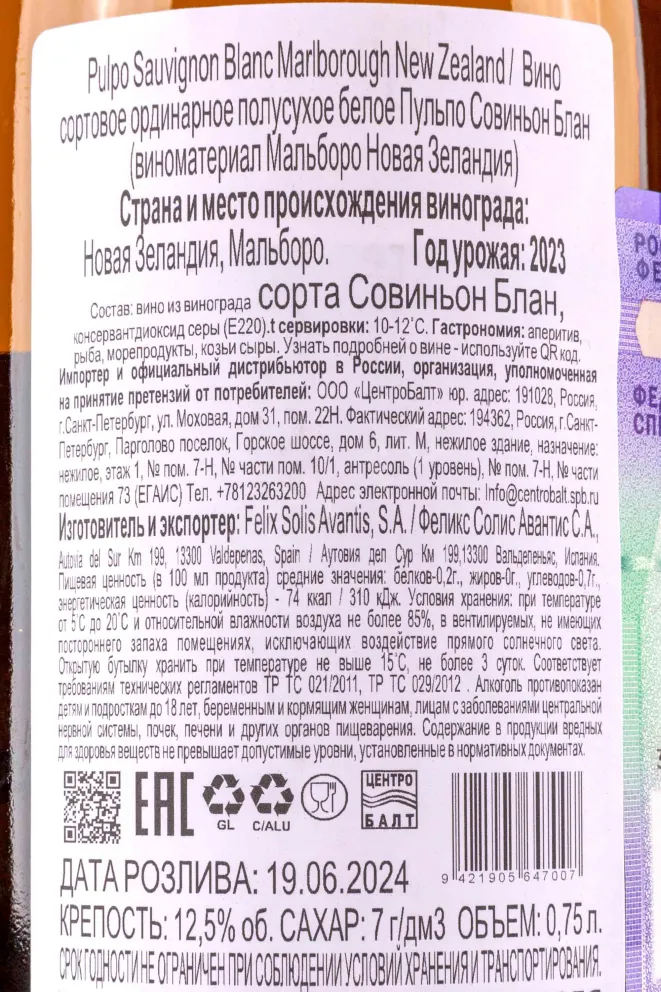 Pulpo Sauvignon Blanc Marlborough New Zealand / Вино
сортовое ординарное полусухое белое Пульпо Совиньон Блан
(виноматериал Мальборо Новая Зеландия)
Страна и место происхождения винограда:
Новая Зеландия, Мальборо. Год урожая: 2023
Состав: вино из винограда сорта Совиньон Блан,
консервантдиоксид серы (Е220).t сервировки: 10-12˚С. Гастрономия: аперитив,
рыба, морепродукты, козьи сыры. Узнать подробней о вине - используйте QR код.
Импортер и официальный дистрибьютор в России, организация, уполномоченная
на принятие претензий от потребителей: ООО «ЦентроБалт» юр. адрес: 191028, Россия,
г.Санкт-Петербург, ул. Моховая, дом 31, пом. 22Н. Фактический адрес: 194362, Россия, г.Санкт-
Петербург, Парголово поселок, Горское шоссе, дом 6, лит. М, нежилое здание, назначение:
нежилое, этаж 1, № пом. 7-Н, № части пом. 10/1, антресоль (1 уровень), № пом. 7-Н, № части
помещения 73 (ЕГАИС) Тел. +78123263200 Адрес электронной почты: Info@centrobalt.spb.ru
Изготовитель и экспортер: Felix Solis Avantis, S.A. / Феликс Солис Авантис С.А.,
Autovia del Sur Km 199, 13300 Valdepenas, Spain / Аутовия дел Сур Км 199,13300 Вальдепеньяс, Испания.
Пищевая ценность (в 100 мл продукта) средние значения: белков-0,2г., жиров-0г., углеводов-0,7г.,
энергетическая ценность (калорийность) - 74 ккал / 310 кДж. Условия хранения: при температуре
от 5˚С до 20˚С и относительной влажности воздуха не более 85%, в вентилируемых, не имеющих
постороннего запаха помещениях, исключающих воздействие прямого солнечного света.
Открытую бутылку хранить при температуре не выше 15˚С, не более 3 суток. Соответствует
требованиям технических регламентов ТР ТС 021/2011, ТР ТС 029/2012 . Алкоголь противопоказан
детям и подросткам до 18 лет, беременным и кормящим женщинам, лицам с заболеваниями центральной
нервной системы, почек, печени и других органов пищеварения. Содержание в продукции вредных
для здоровья веществ не превышает допустимые уровни, установленные в нормативных документах.
ЕАС
GL
C/ALU
ЦЕНТРО
БАЛТ
9 421905 647007
ДАТА РОЗЛИВА: 19.06.2024
КРЕПОСТЬ: 12,5% об. САХАР: 7 г/дм3 ОБЪЕМ: 0,75 л.
СРОК ГОДНОСТИ НЕ ОГРАНИЧЕН ПРИ СОБЛЮДЕНИИ УСЛОВИЙ ХРАНЕНИЯ И ТРАНСПОРТИРОВАНИЯ.